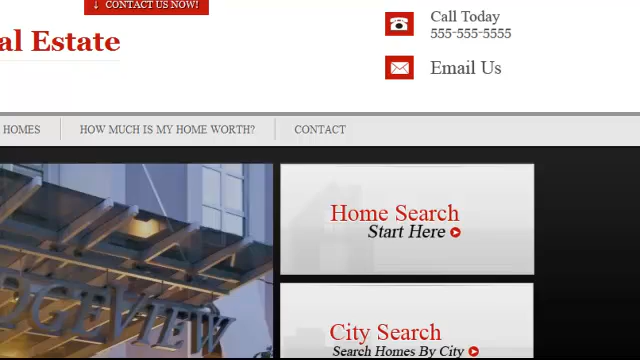 ↓ CONTACT US NOW!
Call Today
555-555-5555
al Estate
Email Us
HOMES
HOW MUCH IS MY HOME WORTH?
CONTACT
Home Search
Start Here
DGEVIEW
City Search
Search Homes By City